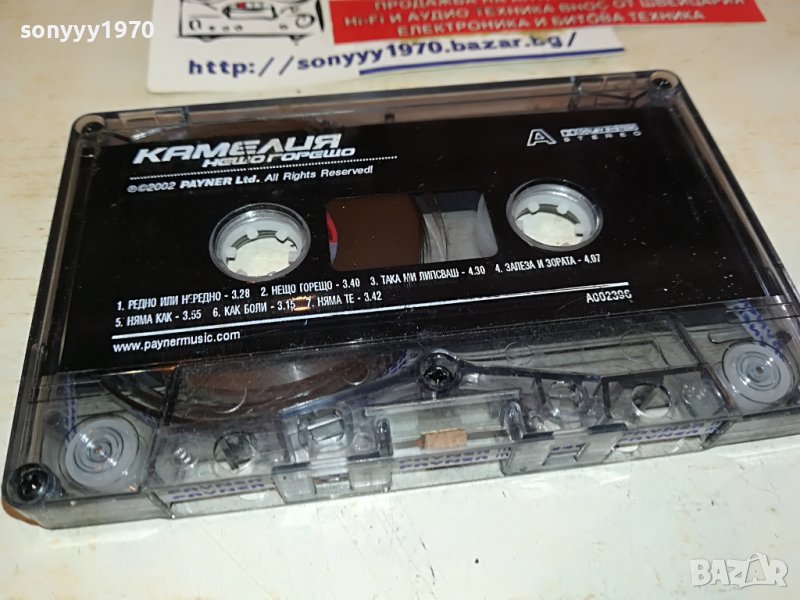 sonyyy1970
Hi-Fi И АУДИО ТЕХНИКА ВНОС ОТ ШВЕЙЦАРИЯ
ЕЛЕКТРОНИКА И БИТОВА ТЕХНИКА
http://sonyyy1970.bazar.bg/
КАМЕЛИЯ
НЕЩО ГОРЕЩО
℗©2002 PAYNER Ltd. All Rights Reserved!
A DOLBY SYSTEM
STEREO
1. РЕДНО ИЛИ НЕРЕДНО - 3.28 2. НЕЩО ГОРЕЩО - 3.40 3. ТАКА МИ ЛИПСВАШ - 4.30 4. ЗАЛЕЗА И ЗОРАТА - 4.07
5. НЯМА КАК - 3.55 6. КАК БОЛИ - 3.15 7. НЯМА ТЕ - 3.42
A002396
www.paynermusic.com
PAYNER
BAZAR